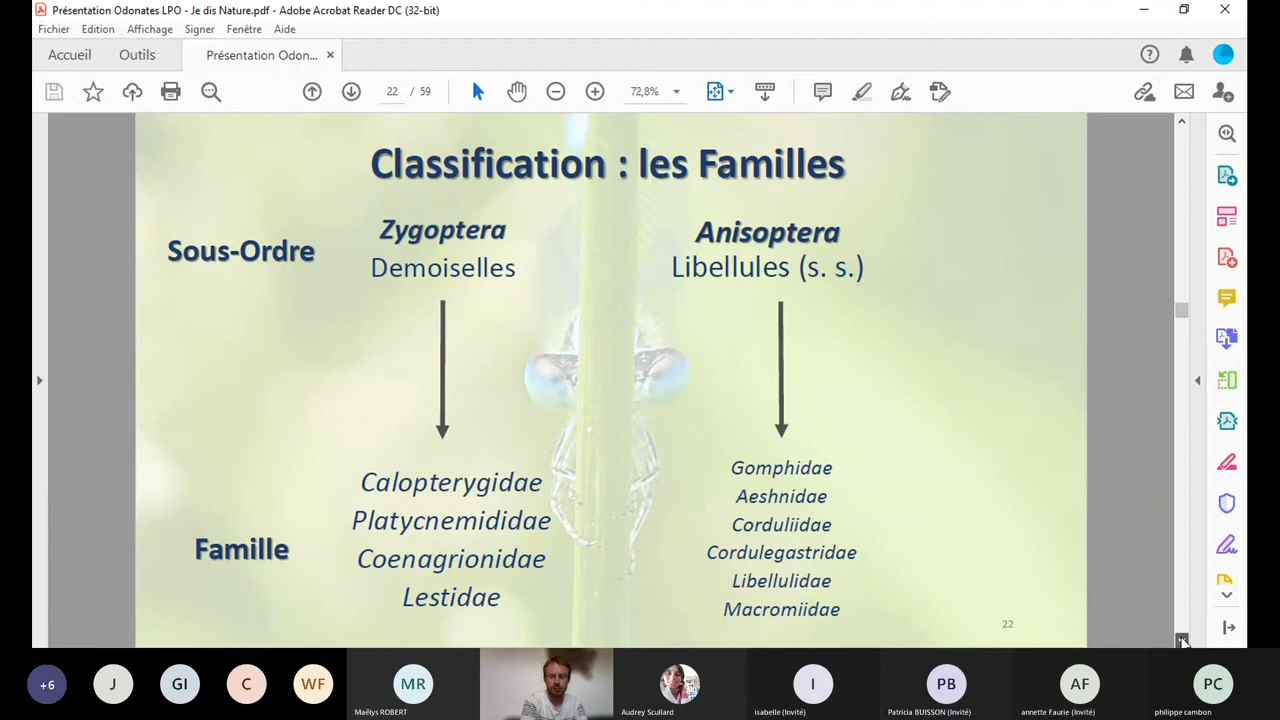 Présentation Odonates LPO - Je dis Nature.pdf - Adobe Acrobat Reader DC (32-bit)
Fichier Edition Affichage Signer Fenêtre Aide
Accueil Outils Présentation Odon... ×
22 / 59 72,8%
Classification : les Familles
Sous-Ordre
Zygoptera
Demoiselles
Anisoptera
Libellules (s. s.)
Famille
Calopterygidae
Platycnemididae
Coenagrionidae
Lestidae
Gomphidae
Aeshnidae
Corduliidae
Cordulegastridae
Libellulidae
Macromiidae
22
+6 J GI C WF MR I PB AF PC
Maëlys ROBERT Audrey Scullard isabelle (Invité) Patricia BUISSON (Invité) annette Faurie (Invité) philippe cambon